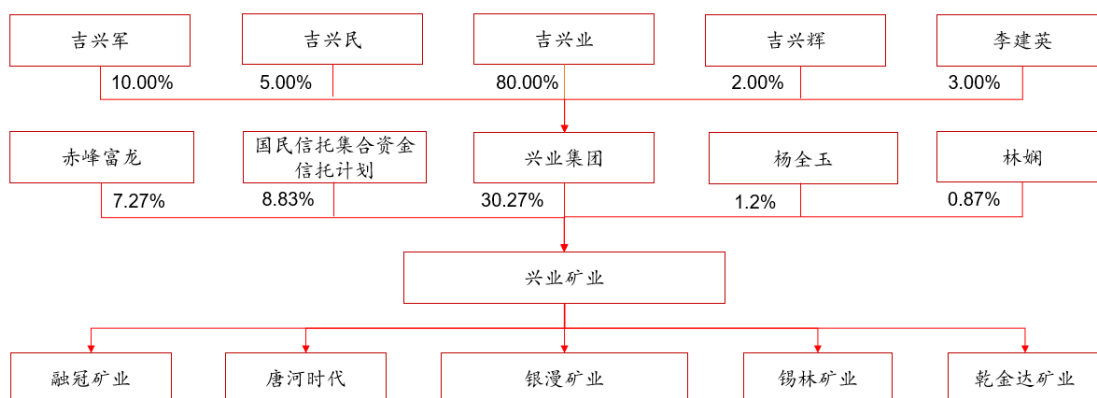 吉兴军
吉兴民
吉兴业
吉兴辉
李建英
10.00%
5.00%
80.00%
2.00%
3.00%
赤峰富龙
国民信托集合资金
信托计划
兴业集团
杨全玉
林娴
7.27%
8.83%
30.27%
1.2%
0.87%
兴业矿业
融冠矿业
唐河时代
银漫矿业
锡林矿业
乾金达矿业